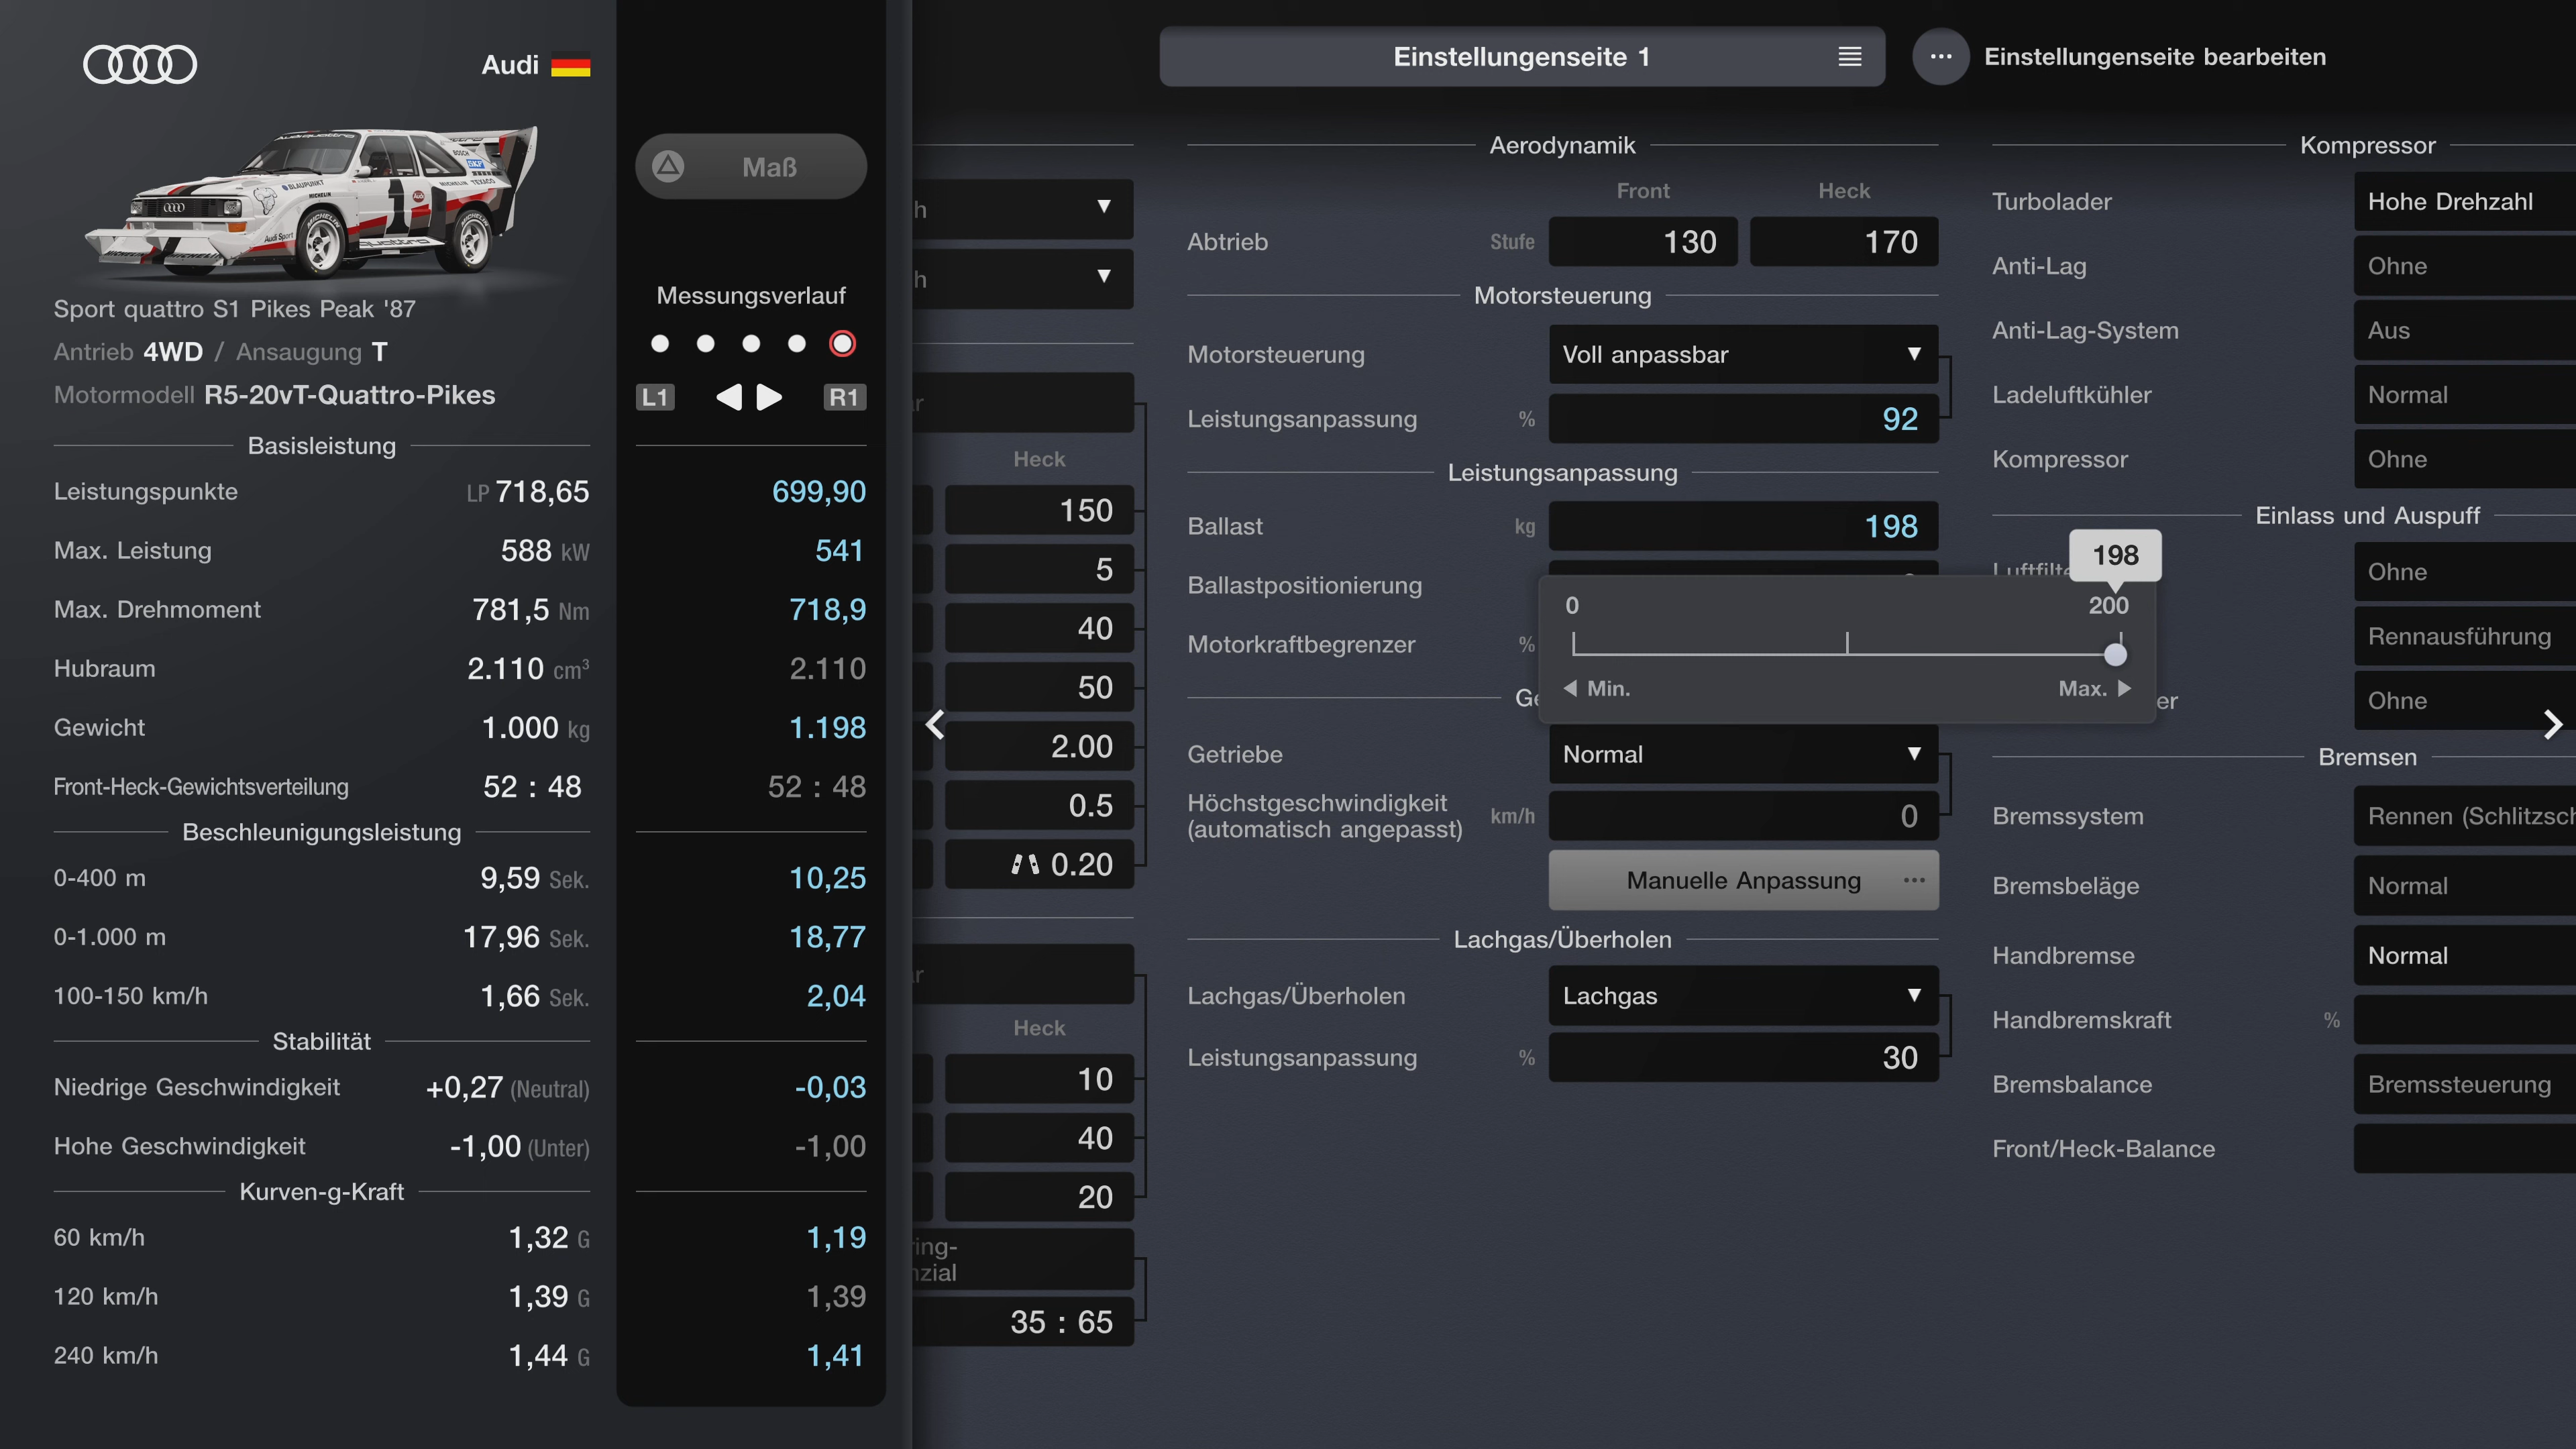 Audi
Sport quattro S1 Pikes Peak '87
Antrieb 4WD / Ansaugung T
Motormodell R5-20vT-Quattro-Pikes
Basisleistung
Leistungspunkte LP 718,65
Max. Leistung 588 kW
Max. Drehmoment 781,5 Nm
Hubraum 2.110 cm³
Gewicht 1.000 kg
Front-Heck-Gewichtsverteilung 52 : 48
Beschleunigungsleistung
0-400 m 9,59 Sek.
0-1.000 m 17,96 Sek.
100-150 km/h 1,66 Sek.
Stabilität
Niedrige Geschwindigkeit +0,27 (Neutral)
Hohe Geschwindigkeit -1,00 (Unter)
Kurven-g-Kraft
60 km/h 1,32 G
120 km/h 1,39 G
240 km/h 1,44 G
Maß
Messungsverlauf
L1 R1
699,90
541
718,9
2.110
1.198
52 : 48
10,25
18,77
2,04
-0,03
-1,00
1,19
1,39
1,41
Einstellungenseite 1
Einstellungenseite bearbeiten
h
h
r
Heck
150
5
40
50
2.00
0.5
0.20
r
Heck
10
40
20
ring-
nzial
35 : 65
Aerodynamik
Front Heck
Abtrieb Stufe 130 170
Motorsteuerung
Motorsteuerung Voll anpassbar
Leistungsanpassung % 92
Leistungsanpassung
Ballast kg 198
Ballastpositionierung
Motorkraftbegrenzer %
198
0 200
Min. Max.
Ge
Getriebe Normal
Höchstgeschwindigkeit
(automatisch angepasst) km/h 0
Manuelle Anpassung
Lachgas/Überholen
Lachgas/Überholen Lachgas
Leistungsanpassung % 30
Kompressor
Turbolader Hohe Drehzahl
Anti-Lag Ohne
Anti-Lag-System Aus
Ladeluftkühler Normal
Kompressor Ohne
Einlass und Auspuff
Luftfilte Ohne
Rennausführung
er Ohne
Bremsen
Bremssystem Rennen (Schlitzsch
Bremsbeläge Normal
Handbremse Normal
Handbremskraft %
Bremsbalance Bremssteuerung
Front/Heck-Balance